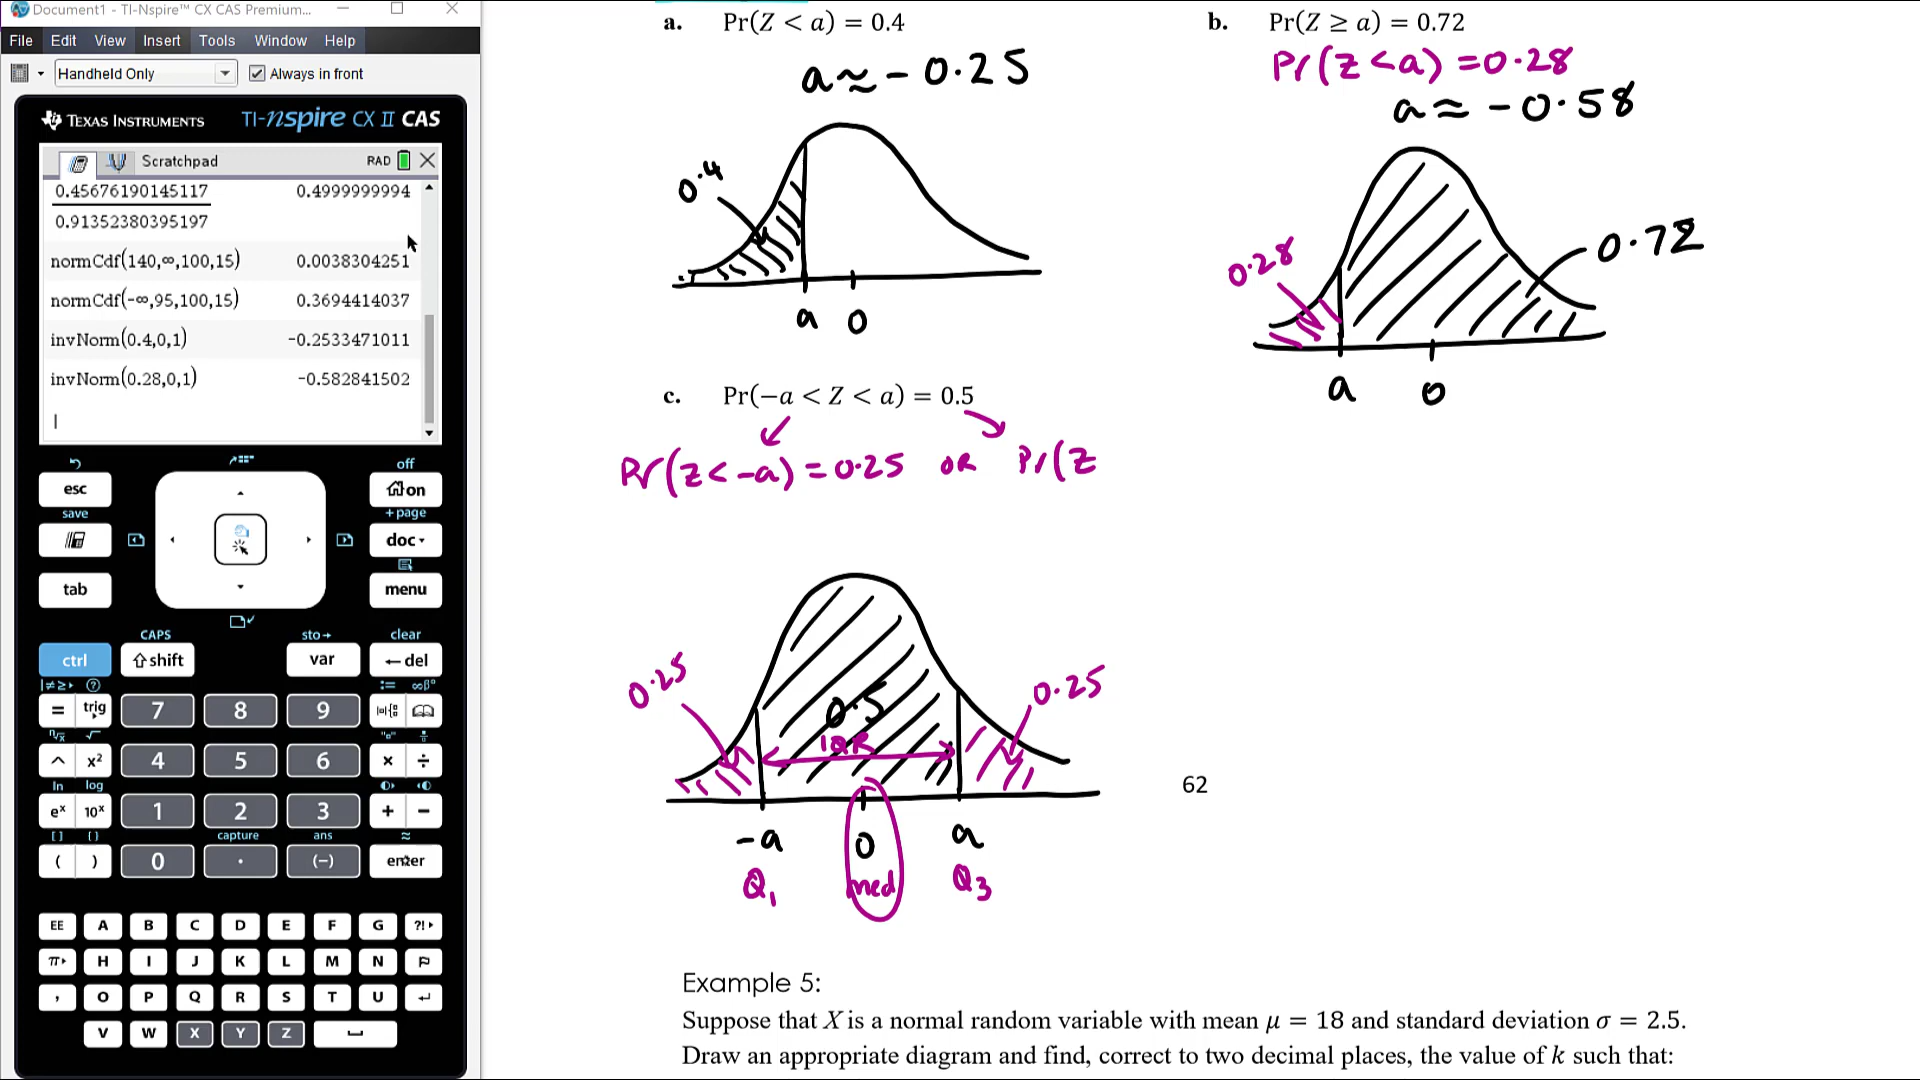 Document1 - TI-Nspire™ CX CAS Premium...
File Edit View Insert Tools Window Help
Handheld Only Always in front
TEXAS INSTRUMENTS TI-nspire CX II CAS
Scratchpad RAD
0.45676190145117 0.4999999994
0.91352380395197
normCdf(140,∞,100,15) 0.0038304251
normCdf(-∞,95,100,15) 0.3694414037
invNorm(0.4,0,1) -0.2533471011
invNorm(0.28,0,1) -0.582841502
off
esc on
save + page
doc
tab menu
CAPS sto→ clear
ctrl shift var ←del
|≠≥▸ ? := ∞β°
= trig 7 8 9
ⁿ√x √
^ x² 4 5 6 × ÷
ln log
eˣ 10ˣ 1 2 3 + −
[ ] { } capture ans ≈
( ) 0 . (−) enter
EE A B C D E F G ?!▸
π▸ H I J K L M N
, O P Q R S T U
V W X Y Z
a. Pr(Z < a) = 0.4
a ≈ -0.25
0.4
a 0
b. Pr(Z ≥ a) = 0.72
Pr(Z<a) = 0.28
a ≈ -0.58
0.28
0.72
a 0
c. Pr(−a < Z < a) = 0.5
Pr(Z<-a) = 0.25 OR Pr(Z
0.25 0.5 0.25
IQR
-a 0 a
Q₁ med Q₃
62
Example 5:
Suppose that X is a normal random variable with mean μ = 18 and standard deviation σ = 2.5.
Draw an appropriate diagram and find, correct to two decimal places, the value of k such that: